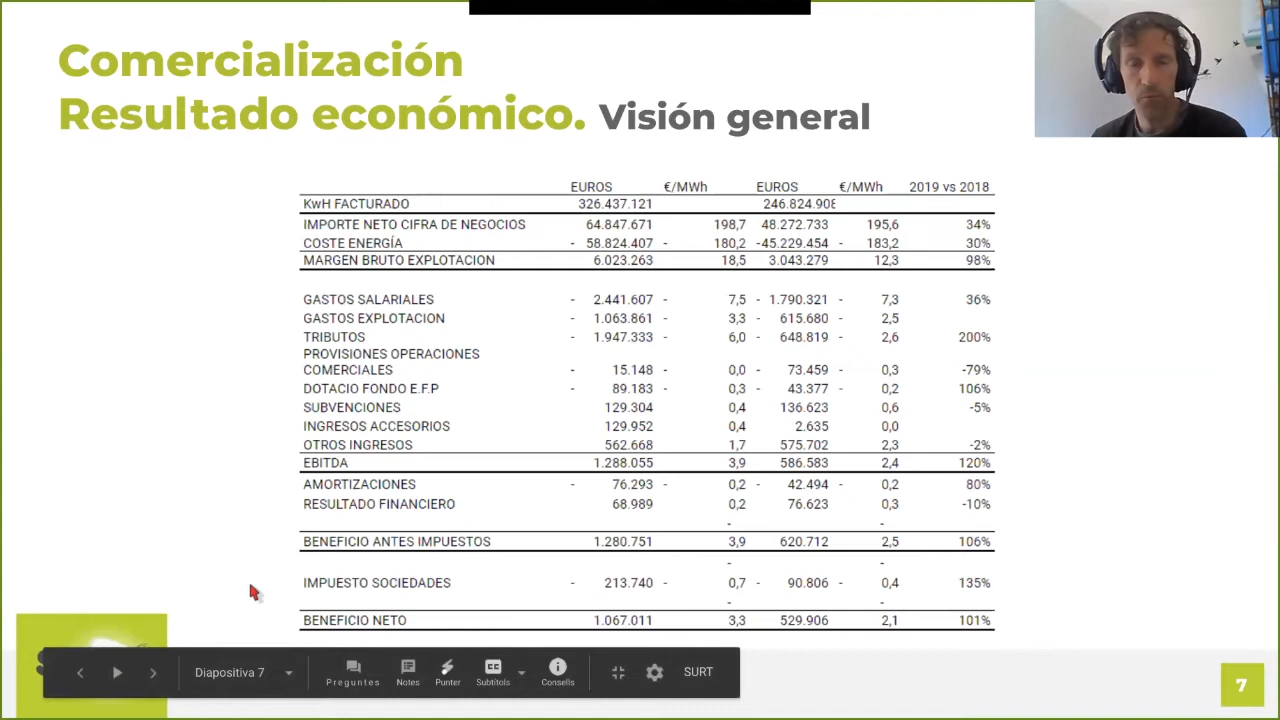 Comercialización
Resultado económico. Visión general
EUROS €/MWh EUROS €/MWh 2019 vs 2018
KwH FACTURADO 326.437.121 246.824.908
IMPORTE NETO CIFRA DE NEGOCIOS 64.847.671 198,7 48.272.733 195,6 34%
COSTE ENERGÍA - 58.824.407 - 180,2 -45.229.454 - 183,2 30%
MARGEN BRUTO EXPLOTACION 6.023.263 18,5 3.043.279 12,3 98%
GASTOS SALARIALES - 2.441.607 - 7,5 - 1.790.321 - 7,3 36%
GASTOS EXPLOTACION - 1.063.861 - 3,3 - 615.680 - 2,5
TRIBUTOS - 1.947.333 - 6,0 - 648.819 - 2,6 200%
PROVISIONES OPERACIONES
COMERCIALES - 15.148 - 0,0 - 73.459 - 0,3 -79%
DOTACIO FONDO E.F.P - 89.183 - 0,3 - 43.377 - 0,2 106%
SUBVENCIONES 129.304 0,4 136.623 0,6 -5%
INGRESOS ACCESORIOS 129.952 0,4 2.635 0,0
OTROS INGRESOS 562.668 1,7 575.702 2,3 -2%
EBITDA 1.288.055 3,9 586.583 2,4 120%
AMORTIZACIONES - 76.293 - 0,2 - 42.494 - 0,2 80%
RESULTADO FINANCIERO 68.989 0,2 76.623 0,3 -10%
- -
BENEFICIO ANTES IMPUESTOS 1.280.751 3,9 620.712 2,5 106%
- -
IMPUESTO SOCIEDADES - 213.740 - 0,7 - 90.806 - 0,4 135%
- -
BENEFICIO NETO 1.067.011 3,3 529.906 2,1 101%
Diapositiva 7 Preguntes Notes Punter Subtítols Consells SURT
7